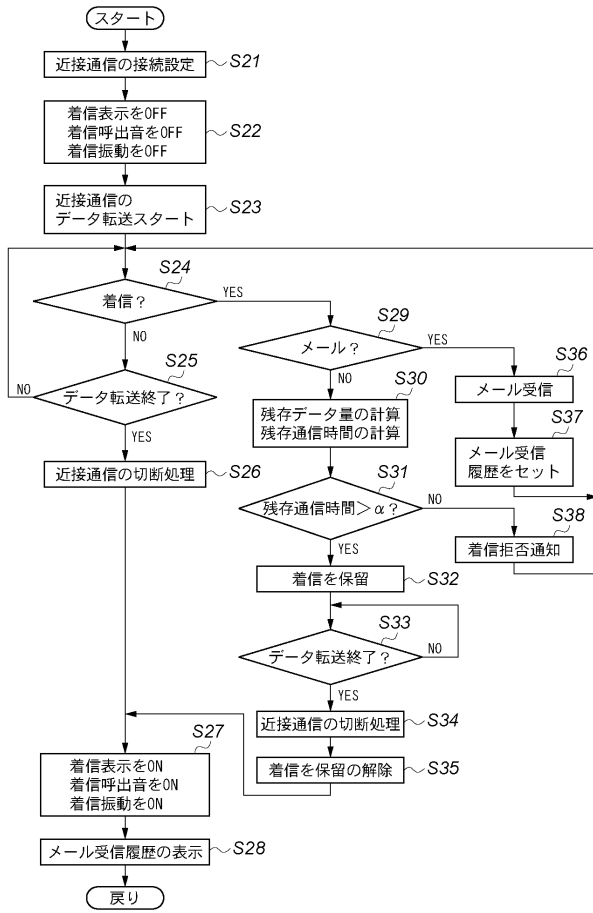 スタート
近接通信の接続設定
S21
着信表示をOFF
着信呼出音をOFF
着信振動をOFF
S22
近接通信の
データ転送スタート
S23
S24
着信？
YES
NO
S25
データ転送終了？
NO
YES
近接通信の切断処理
S26
S29
メール？
YES
NO
S30
残存データ量の計算
残存通信時間の計算
S31
残存通信時間＞α？
NO
YES
着信を保留
S32
S33
データ転送終了？
NO
YES
近接通信の切断処理
S34
着信を保留の解除
S35
S36
メール受信
S37
メール受信
履歴をセット
S38
着信拒否通知
S27
着信表示をON
着信呼出音をON
着信振動をON
メール受信履歴の表示
S28
戻り